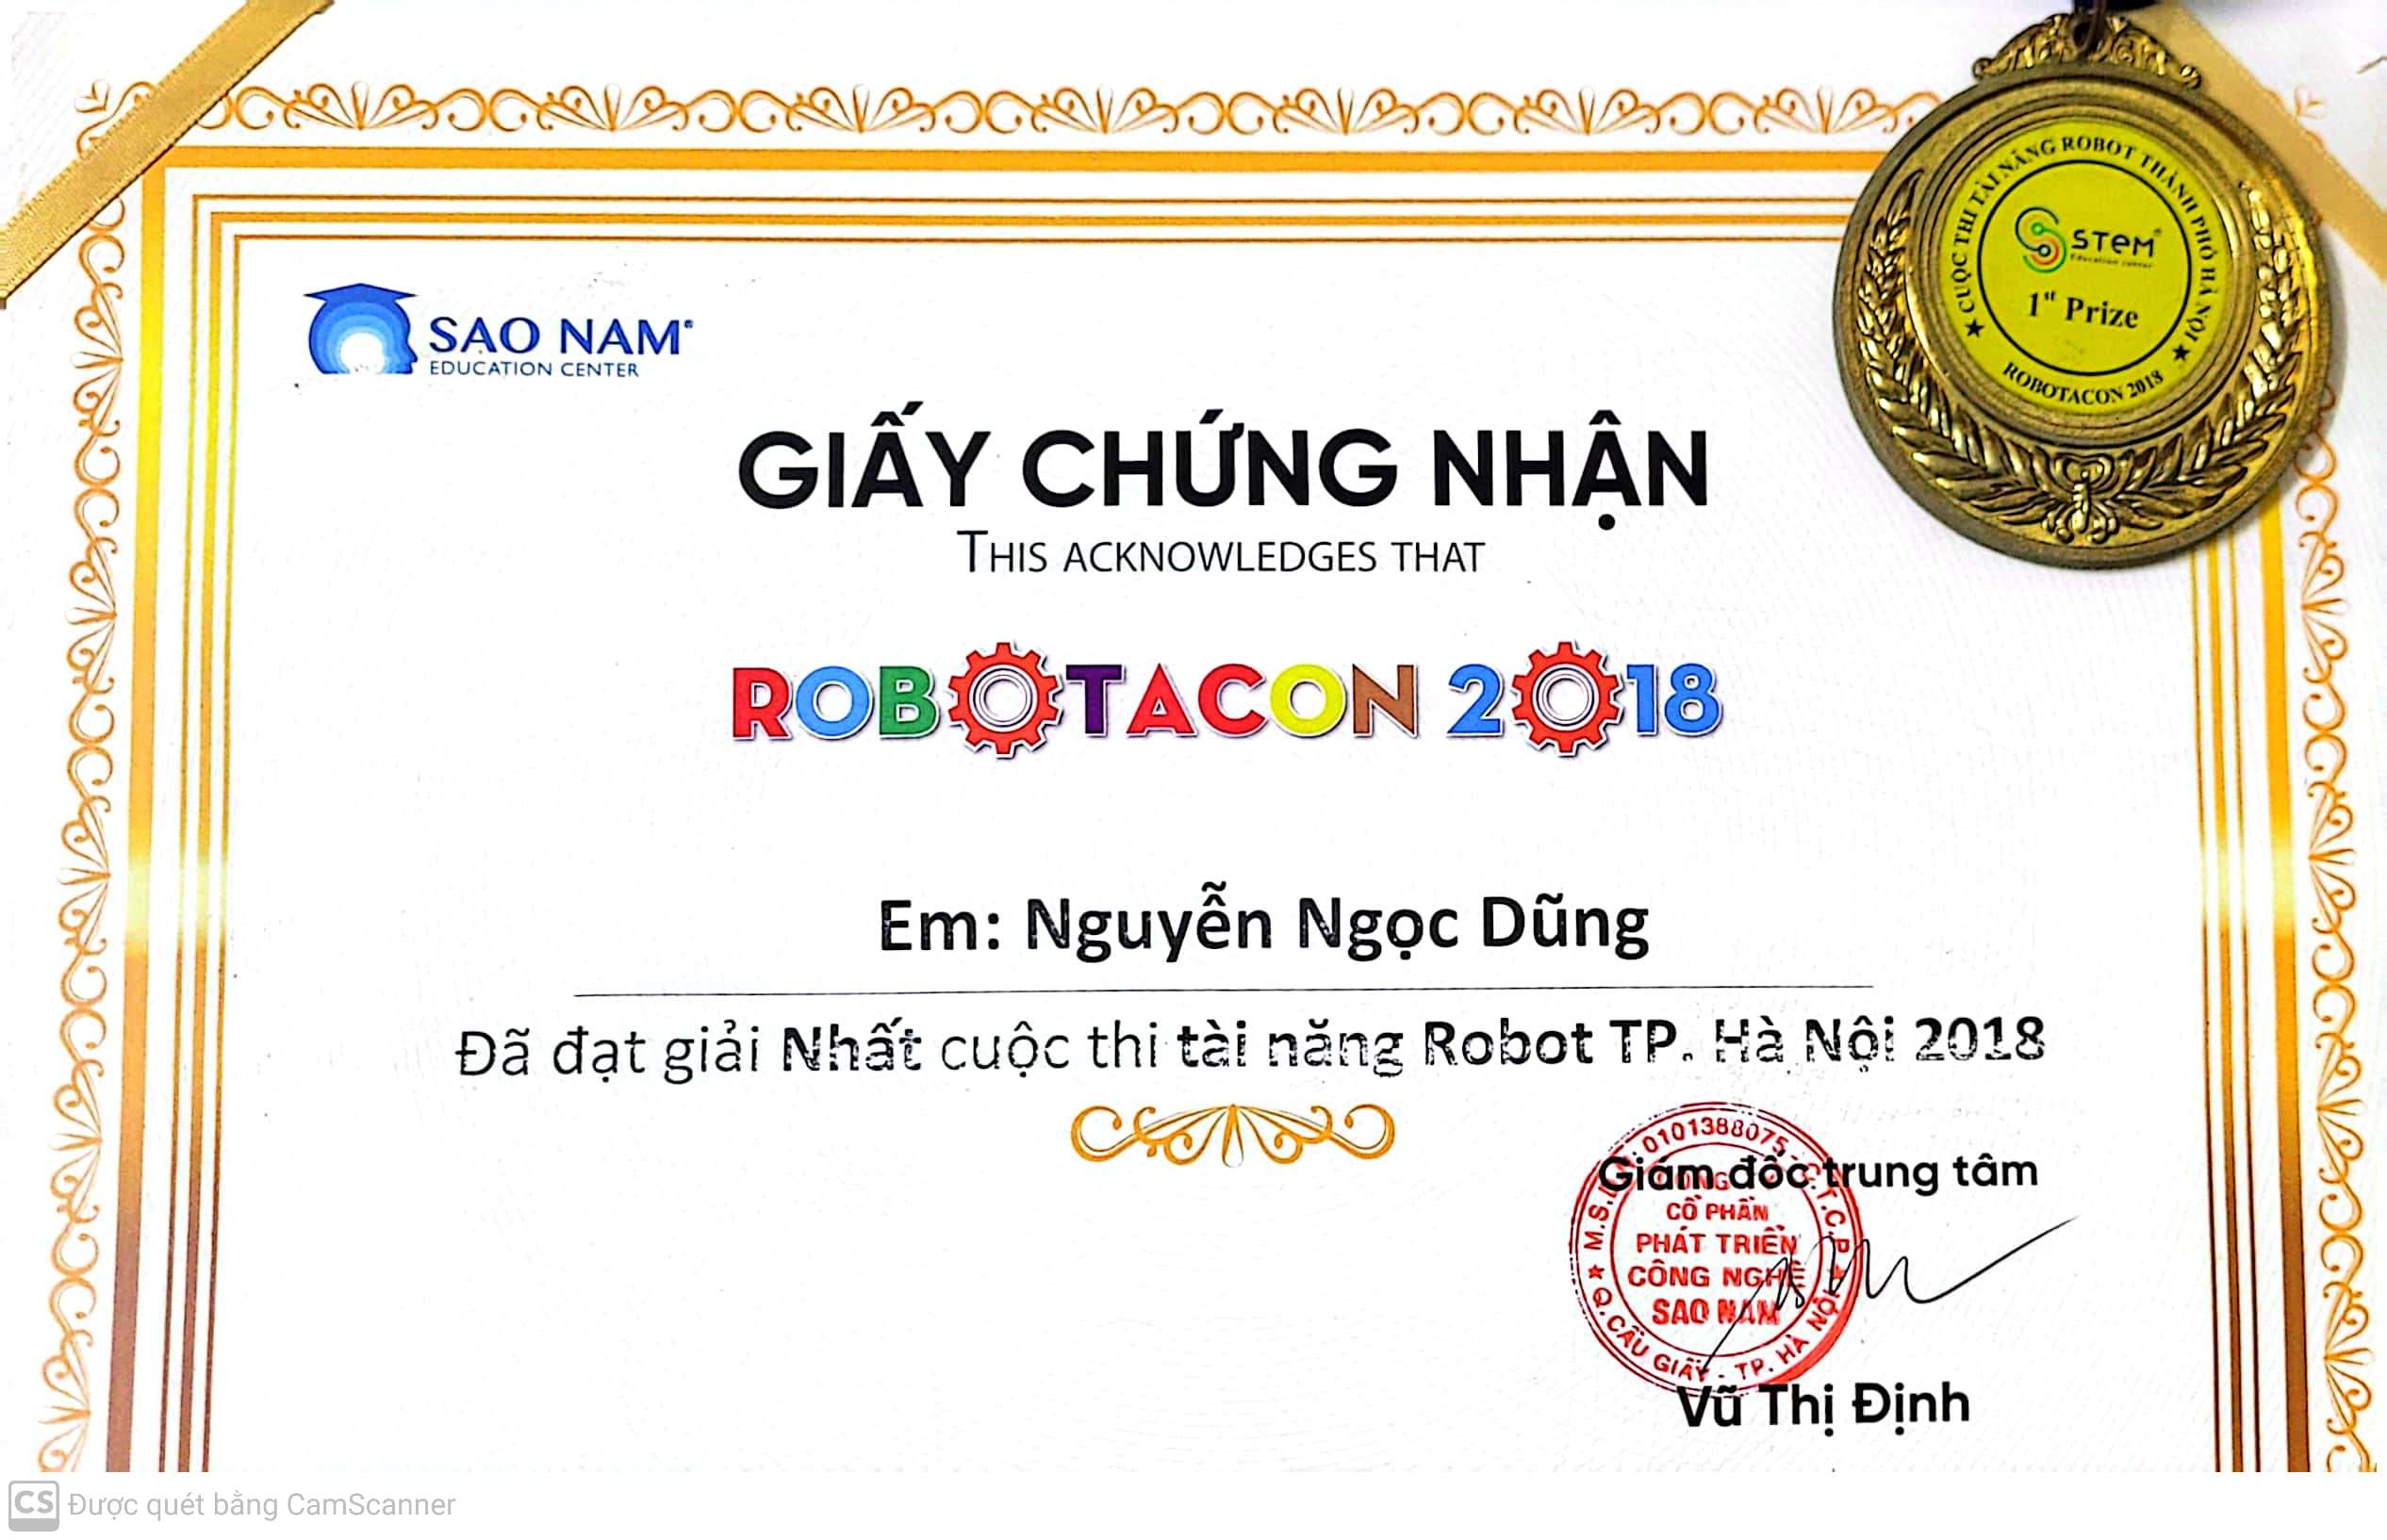 SAO NAM®
EDUCATION CENTER
CUỘC THI TÀI NĂNG ROBOT THÀNH PHỐ HÀ NỘI
STEM
Education center
1st Prize
ROBOTACON 2018
GIẤY CHỨNG NHẬN
THIS ACKNOWLEDGES THAT
ROBOTACON 2018
Em: Nguyễn Ngọc Dũng
Đã đạt giải Nhất cuộc thi tài năng Robot TP. Hà Nội 2018
Giám đốc trung tâm
0101388075 - C.T.C.P
CỔ PHẦN
PHÁT TRIỂN
CÔNG NGHỆ
SAO NAM
Q. CẦU GIẤY - TP. HÀ NỘI
Vũ Thị Định
CS Được quét bằng CamScanner